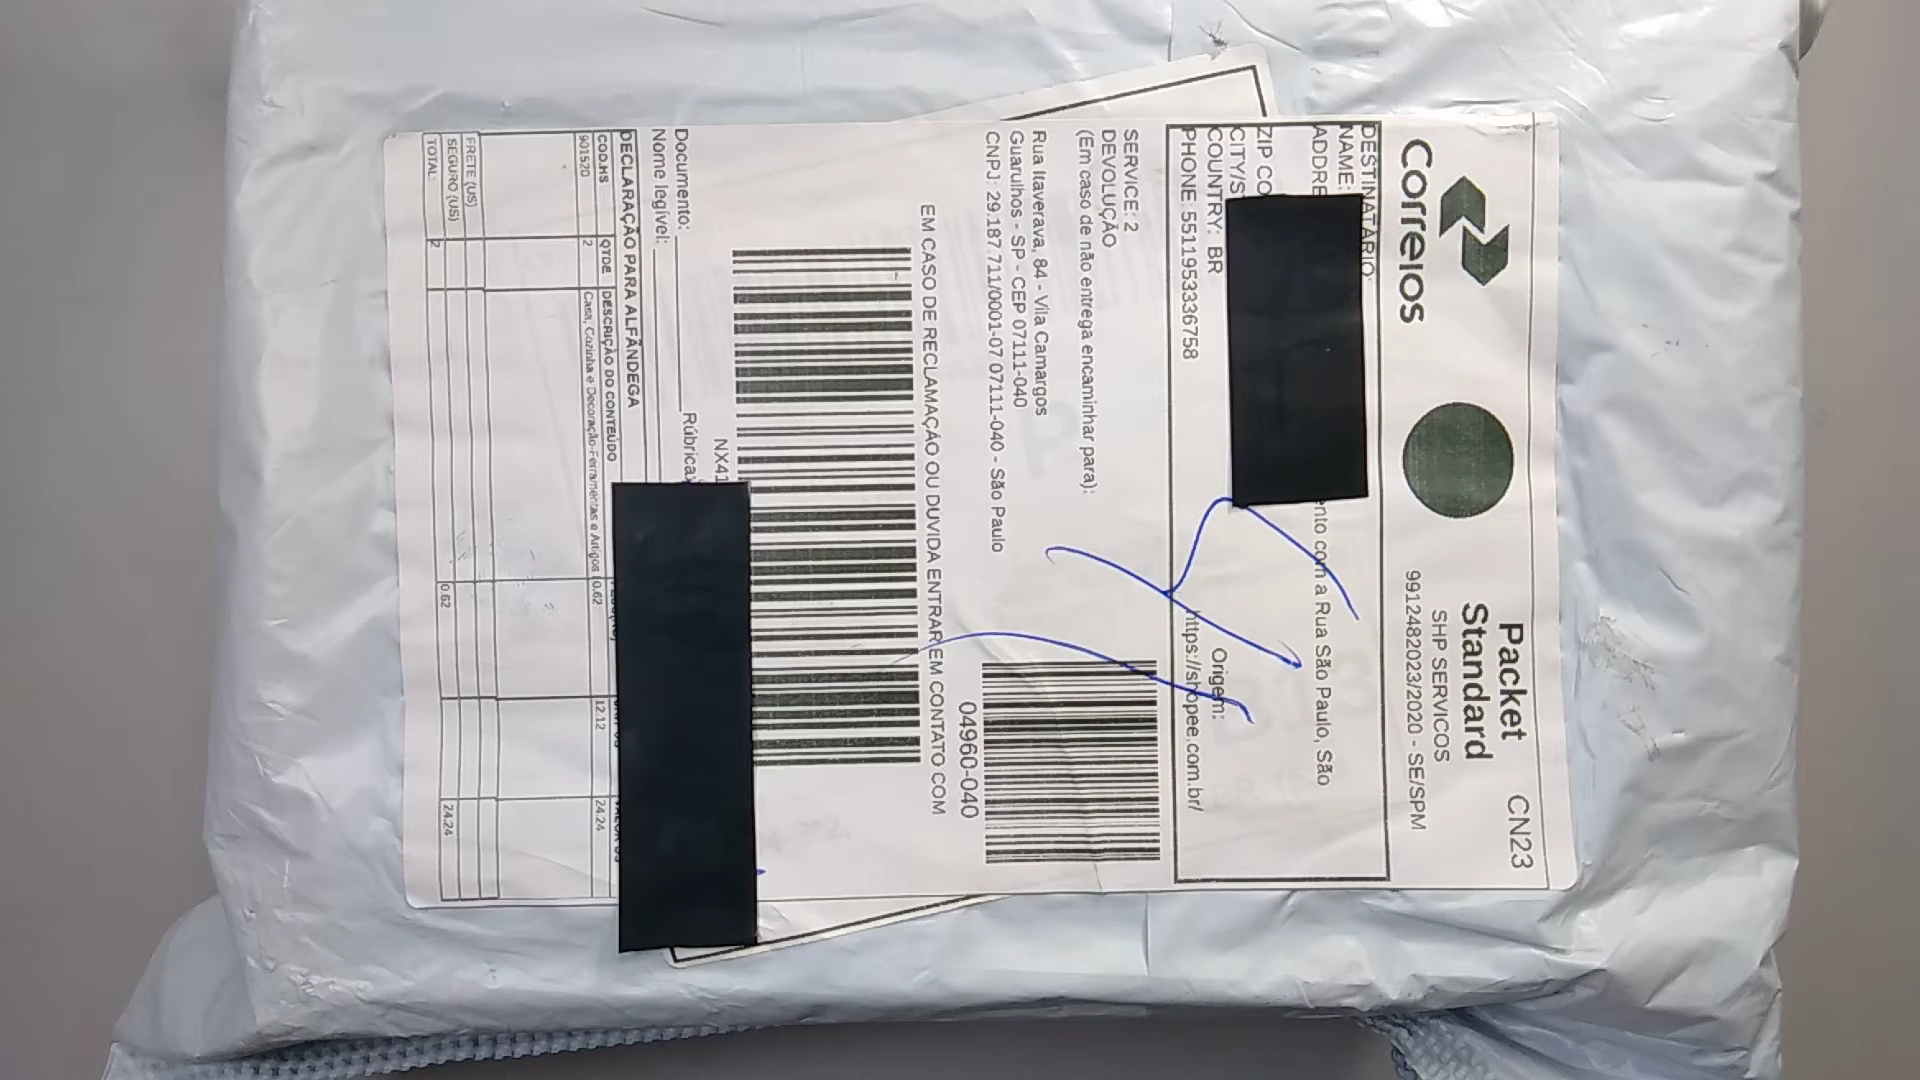 Correios
Packet
Standard
CN23
SHP SERVICOS
9912482023/2020 - SE/SPM
DESTINATÁRIO:
NAME:
ADDRE
com a Rua São Paulo, São
ZIP CO
CITY/S
COUNTRY: BR
Origem:
PHONE 5511953336758
https://shopee.com.br/
SERVICE: 2
DEVOLUÇÃO
(Em caso de não entrega encaminhar para):
Rua Itaverava, 84 - Vila Camargos
Guarulhos - SP - CEP 07111-040
CNPJ: 29.187.711/0001-07 07111-040 - São Paulo
04960-040
EM CASO DE RECLAMAÇÃO OU DUVIDA ENTRAR EM CONTATO COM
NX41
Documento:
Rúbrica
Nome legível:
DECLARAÇÃO PARA ALFÂNDEGA
COD.HS QTDE DESCRIÇÃO DO CONTEÚDO
901520 2 Casa, Cozinha e Decoração-Ferramentas e Artigos 0.62 12.12 24.24
FRETE (US)
SEGURO (US)
TOTAL: 2 0.62 24.24